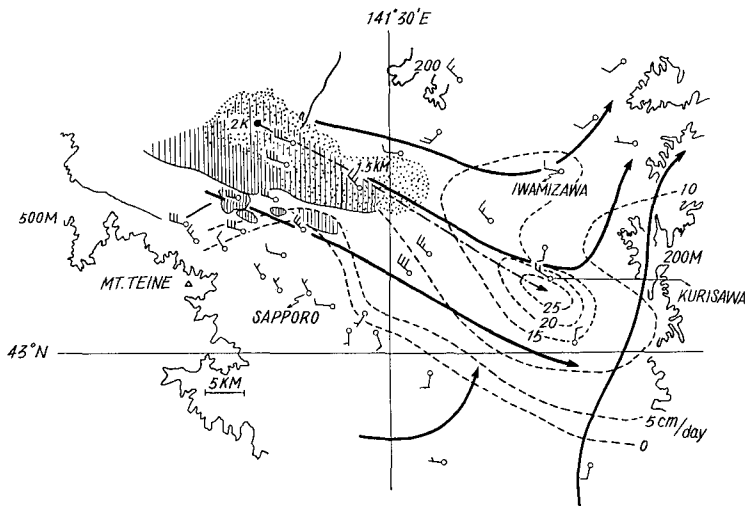 141°30'E
200
.2K
1.5KM
IWAMIZAWA
10
500M
200M
MT. TEINE
KURISAWA
25
SAPPORO
20
15
43°N
5KM
5 cm/day
0